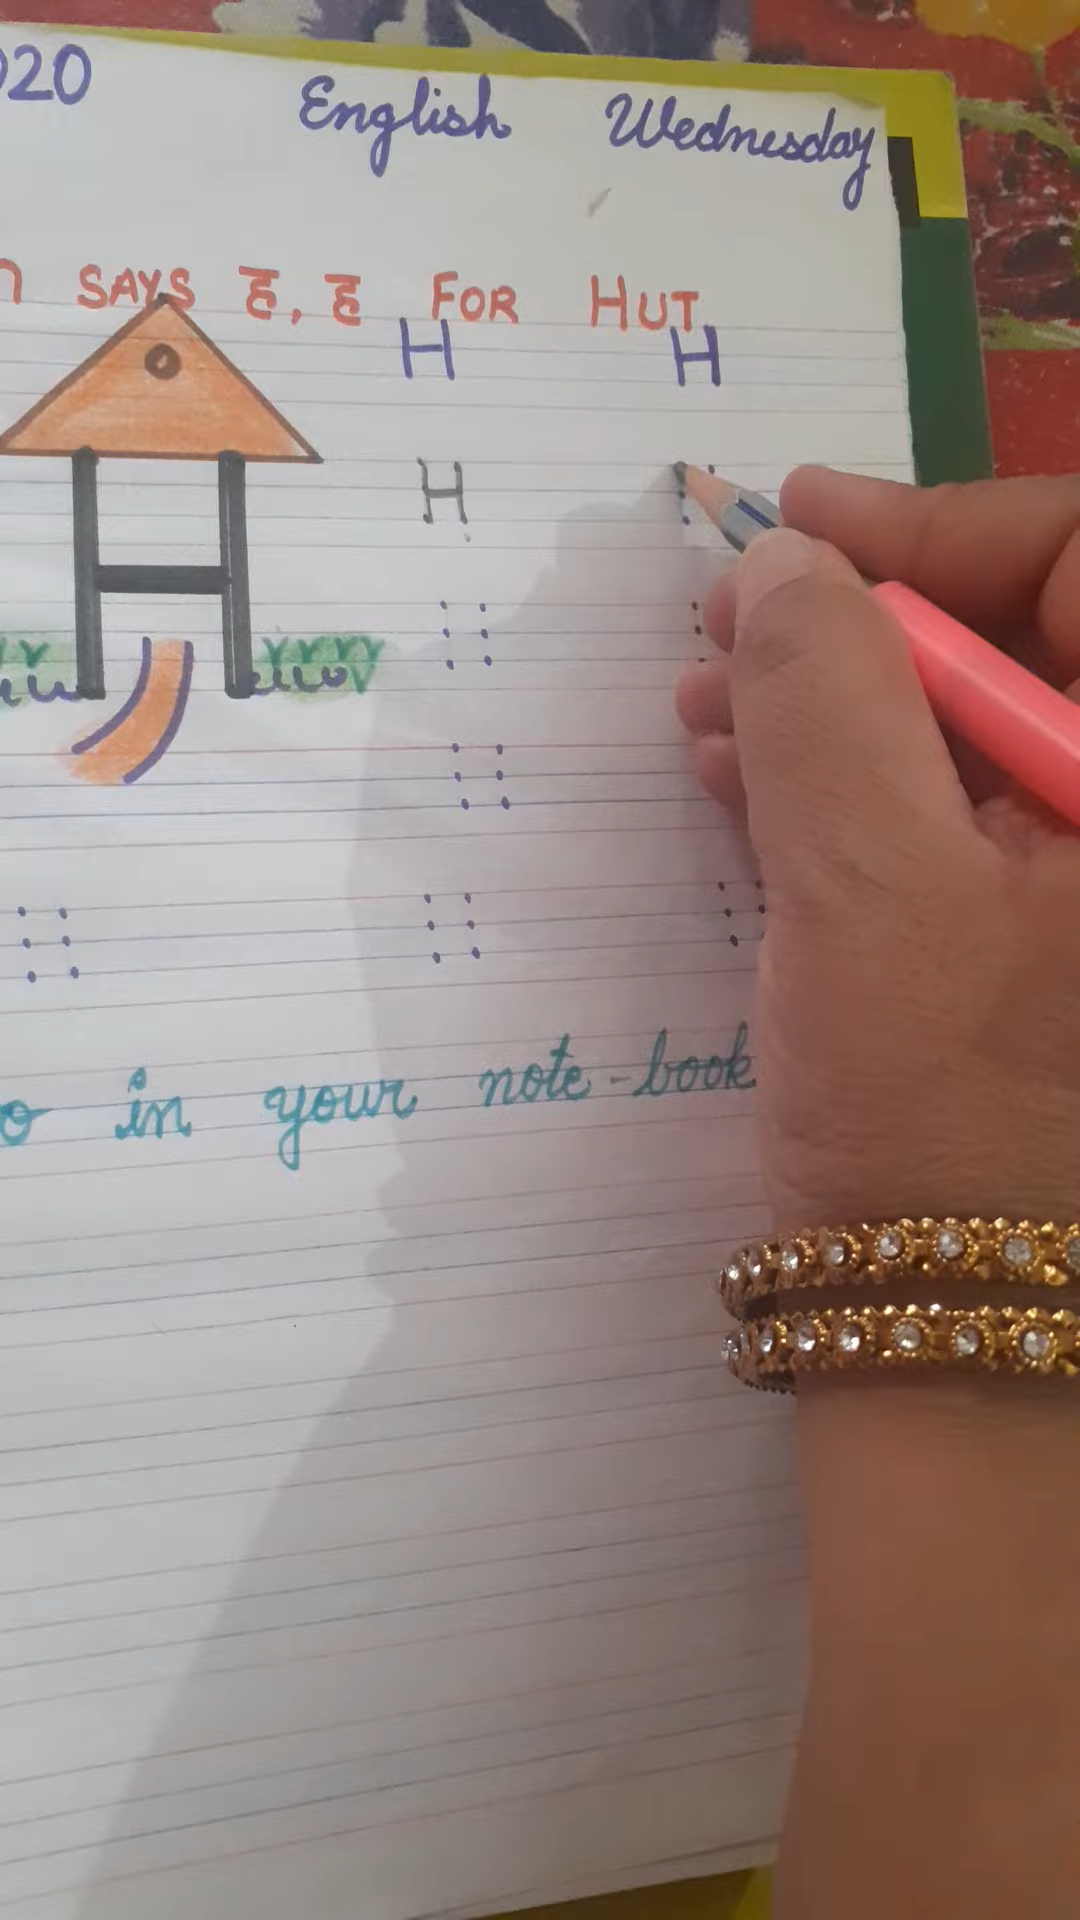 020 English Wednesday
SAYS ह, ह FOR HUT
H H
H
in your note-book